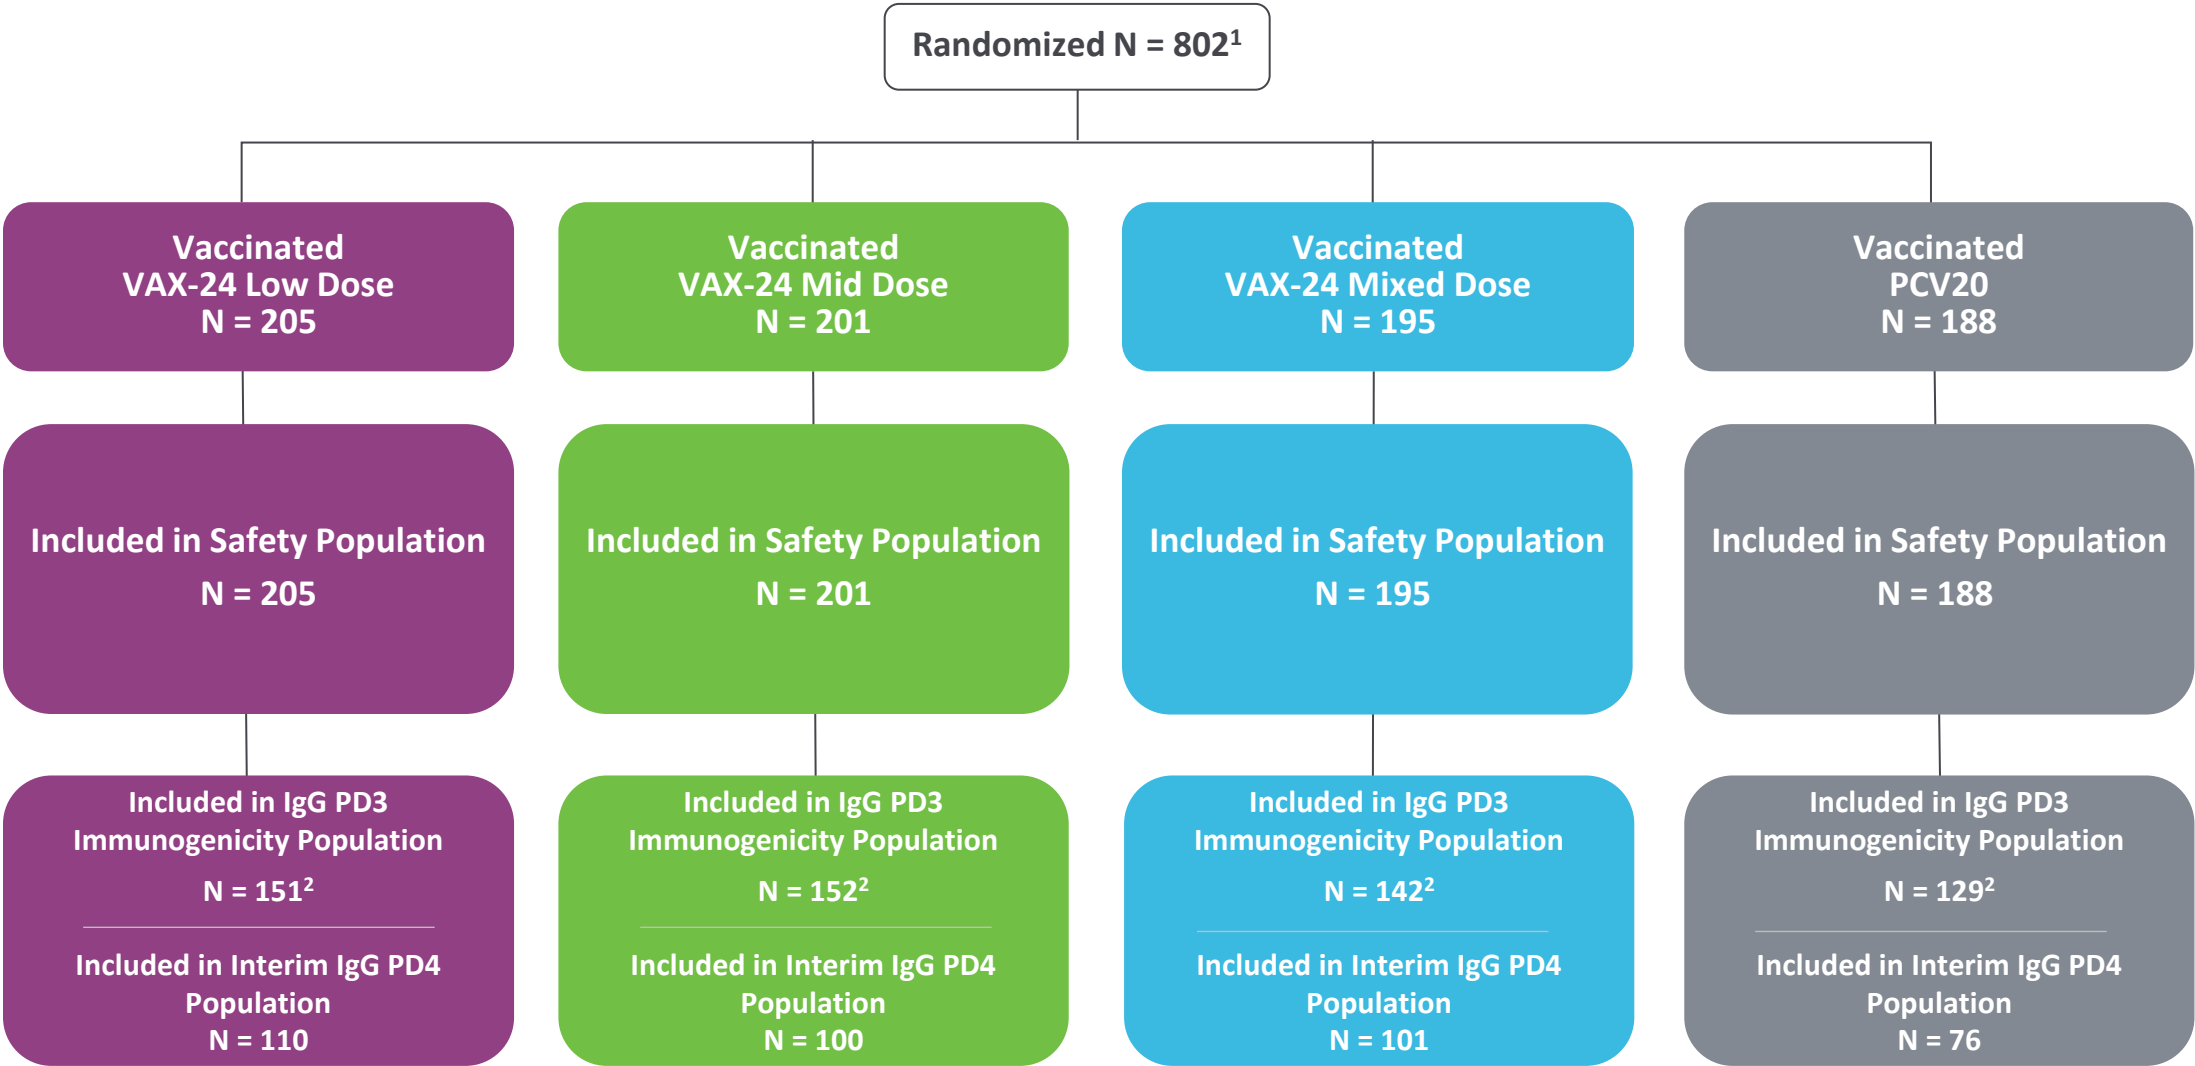 Randomized N = 802¹
Vaccinated
VAX-24 Low Dose
N = 205
Vaccinated
VAX-24 Mid Dose
N = 201
Vaccinated
VAX-24 Mixed Dose
N = 195
Vaccinated
PCV20
N = 188
Included in Safety Population
N = 205
Included in Safety Population
N = 201
Included in Safety Population
N = 195
Included in Safety Population
N = 188
Included in IgG PD3
Immunogenicity Population
N = 151²
Included in Interim IgG PD4
Population
N = 110
Included in IgG PD3
Immunogenicity Population
N = 152²
Included in Interim IgG PD4
Population
N = 100
Included in IgG PD3
Immunogenicity Population
N = 142²
Included in Interim IgG PD4
Population
N = 101
Included in IgG PD3
Immunogenicity Population
N = 129²
Included in Interim IgG PD4
Population
N = 76